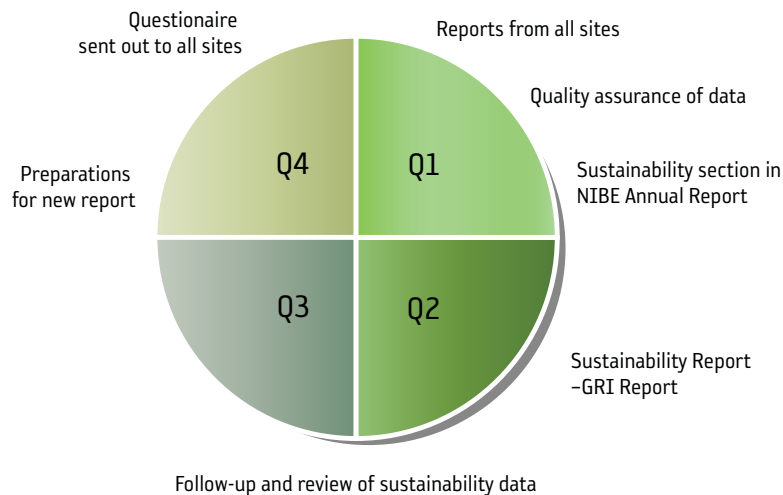 Questionaire
sent out to all sites
Reports from all sites
Quality assurance of data
Q4
Q1
Preparations
for new report
Sustainability section in
NIBE Annual Report
Q3
Q2
Sustainability Report
–GRI Report
Follow-up and review of sustainability data